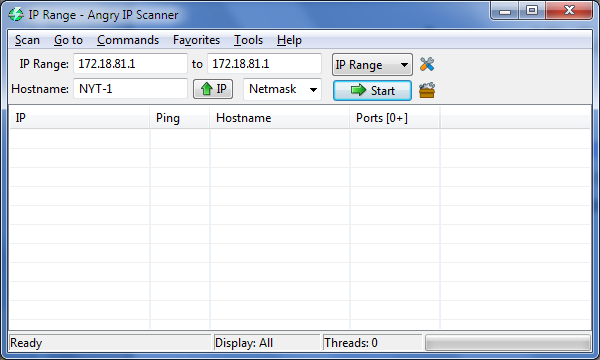 IP Range - Angry IP Scanner
Scan Go to Commands Favorites Tools Help
IP Range: 172.18.81.1 to 172.18.81.1 IP Range
Hostname: NYT-1 IP Netmask Start
IP Ping Hostname Ports [0+]
Ready Display: All Threads: 0